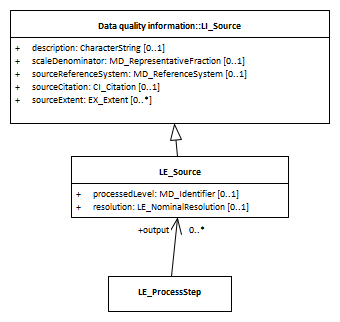 Data quality information::LI_Source
+ description: CharacterString [0..1]
+ scaleDenominator: MD_RepresentativeFraction [0..1]
+ sourceReferenceSystem: MD_ReferenceSystem [0..1]
+ sourceCitation: CI_Citation [0..1]
+ sourceExtent: EX_Extent [0..*]
LE_Source
+ processedLevel: MD_Identifier [0..1]
+ resolution: LE_NominalResolution [0..1]
+output 0..*
LE_ProcessStep